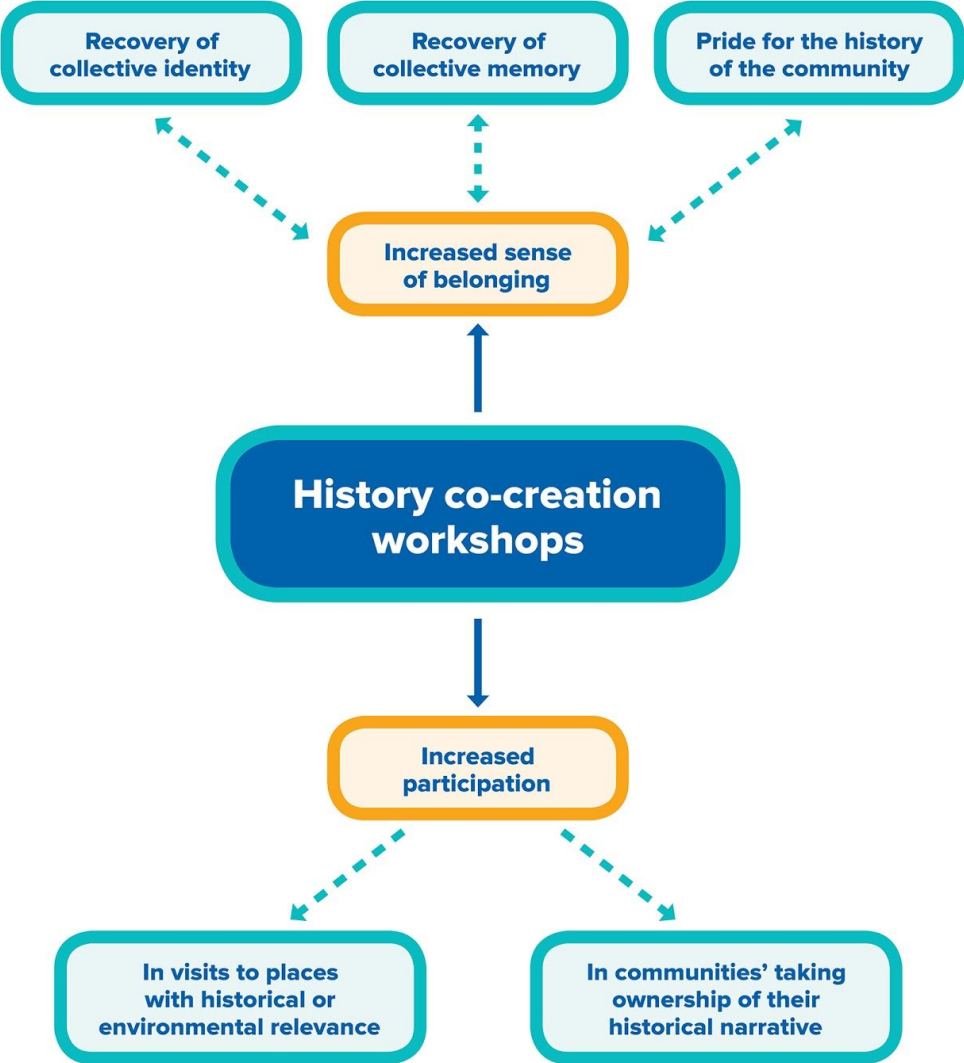 Recovery of
collective identity
Recovery of
collective memory
Pride for the history
of the community
Increased sense
of belonging
History co-creation
workshops
Increased
participation
In visits to places
with historical or
environmental relevance
In communities’ taking
ownership of their
historical narrative